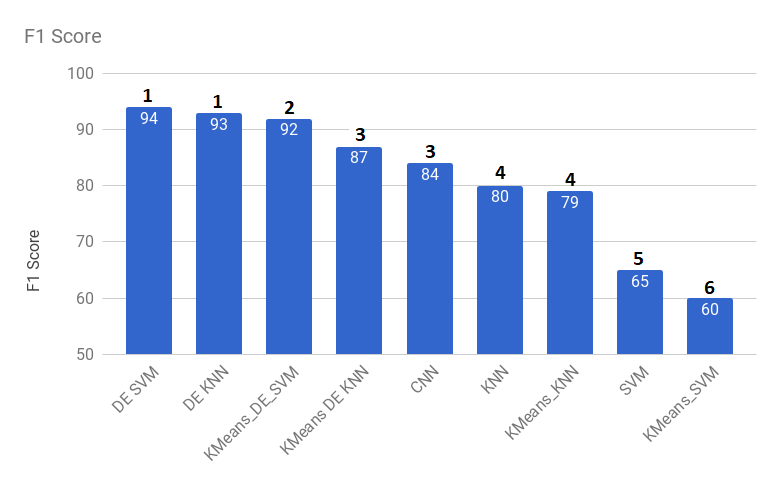 F1 Score
100
90
80
70
60
50
F1 Score
1 1 2 3 3 4 4 5 6
94 93 92 87 84 80 79 65 60
DE SVM
DE KNN
KMeans_DE_SVM
KMeans DE KNN
CNN
KNN
KMeans_KNN
SVM
KMeans_SVM